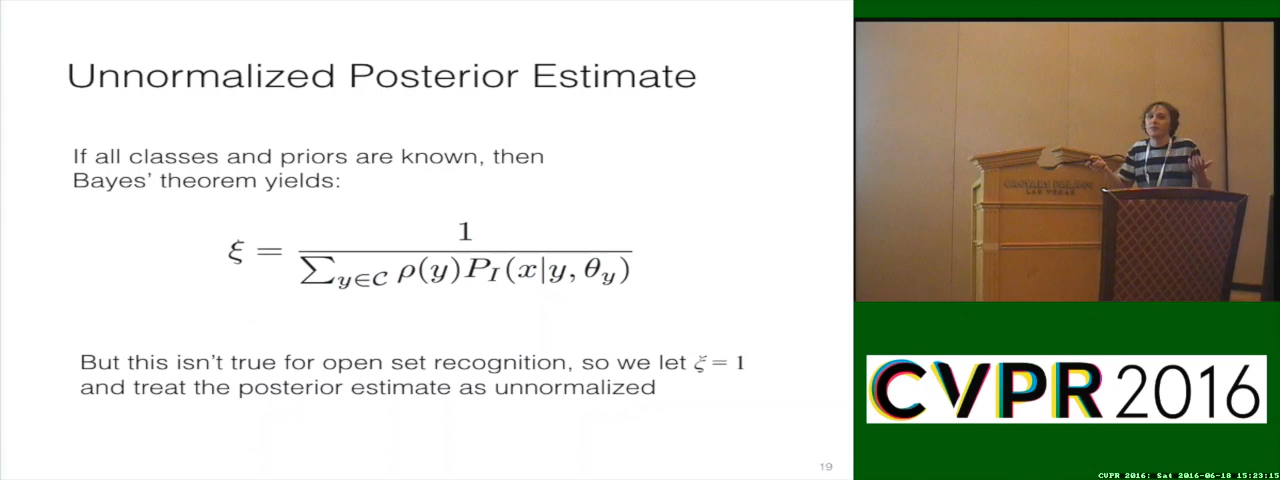 Unnormalized Posterior Estimate
If all classes and priors are known, then
Bayes' theorem yields:
ξ = 1 / ∑_{y∈𝒞} ρ(y)P_I(x|y, θ_y)
But this isn't true for open set recognition, so we let ξ = 1
and treat the posterior estimate as unnormalized
19
LAS VEGAS
CVPR 2016
CVPR 2016: Sat 2016-06-18 15:23:15